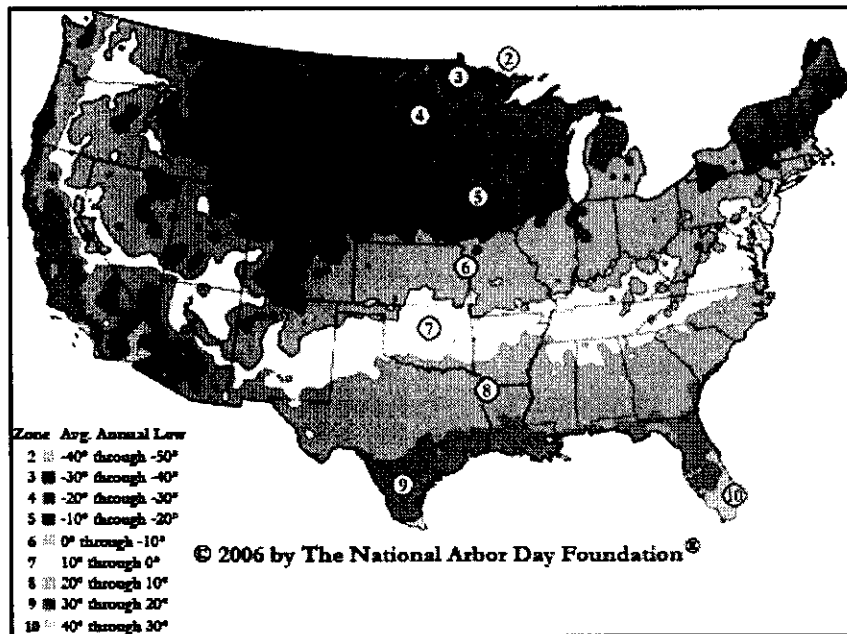 2
3
4
5
6
7
8
9
10
Zone Avg. Annual Low
2 -40° through -50°
3 -30° through -40°
4 -20° through -30°
5 -10° through -20°
6 0° through -10°
7 10° through 0°
8 20° through 10°
9 30° through 20°
10 40° through 30°
© 2006 by The National Arbor Day Foundation®